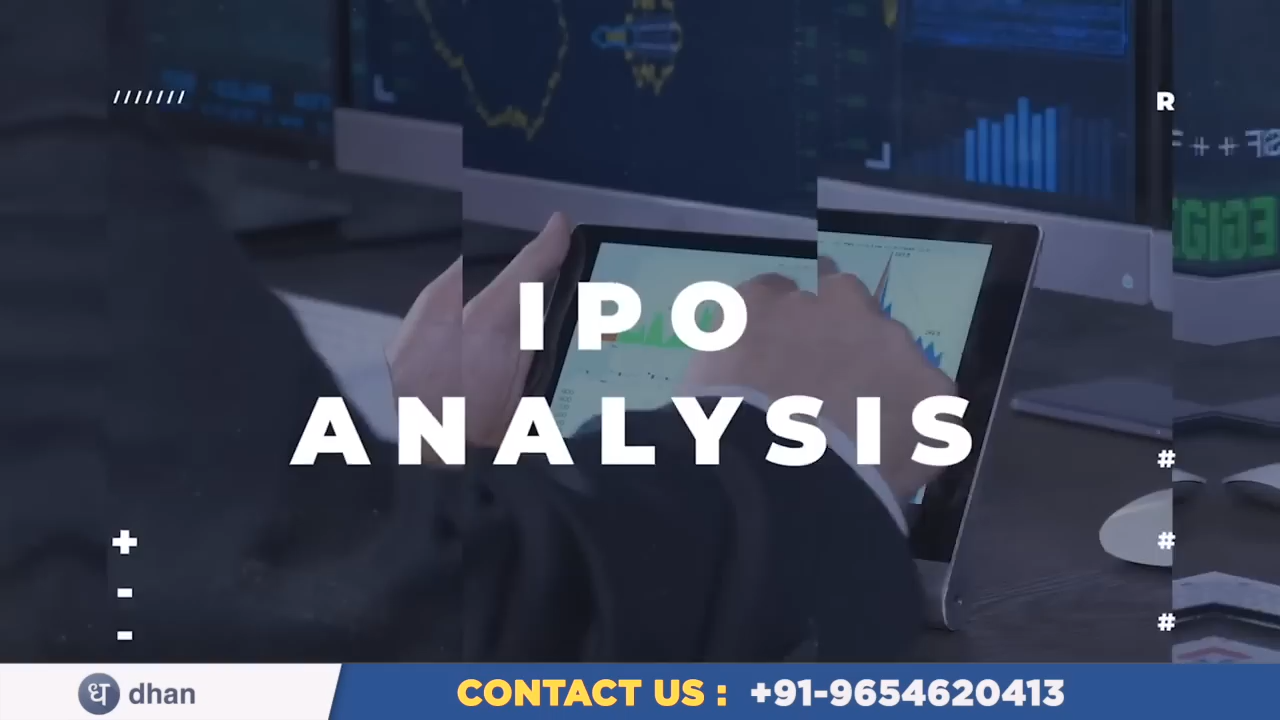 ///////
R
F++
IPO
ANALYSIS
+
-
-
#
#
#
ध dhan
CONTACT US : +91-9654620413